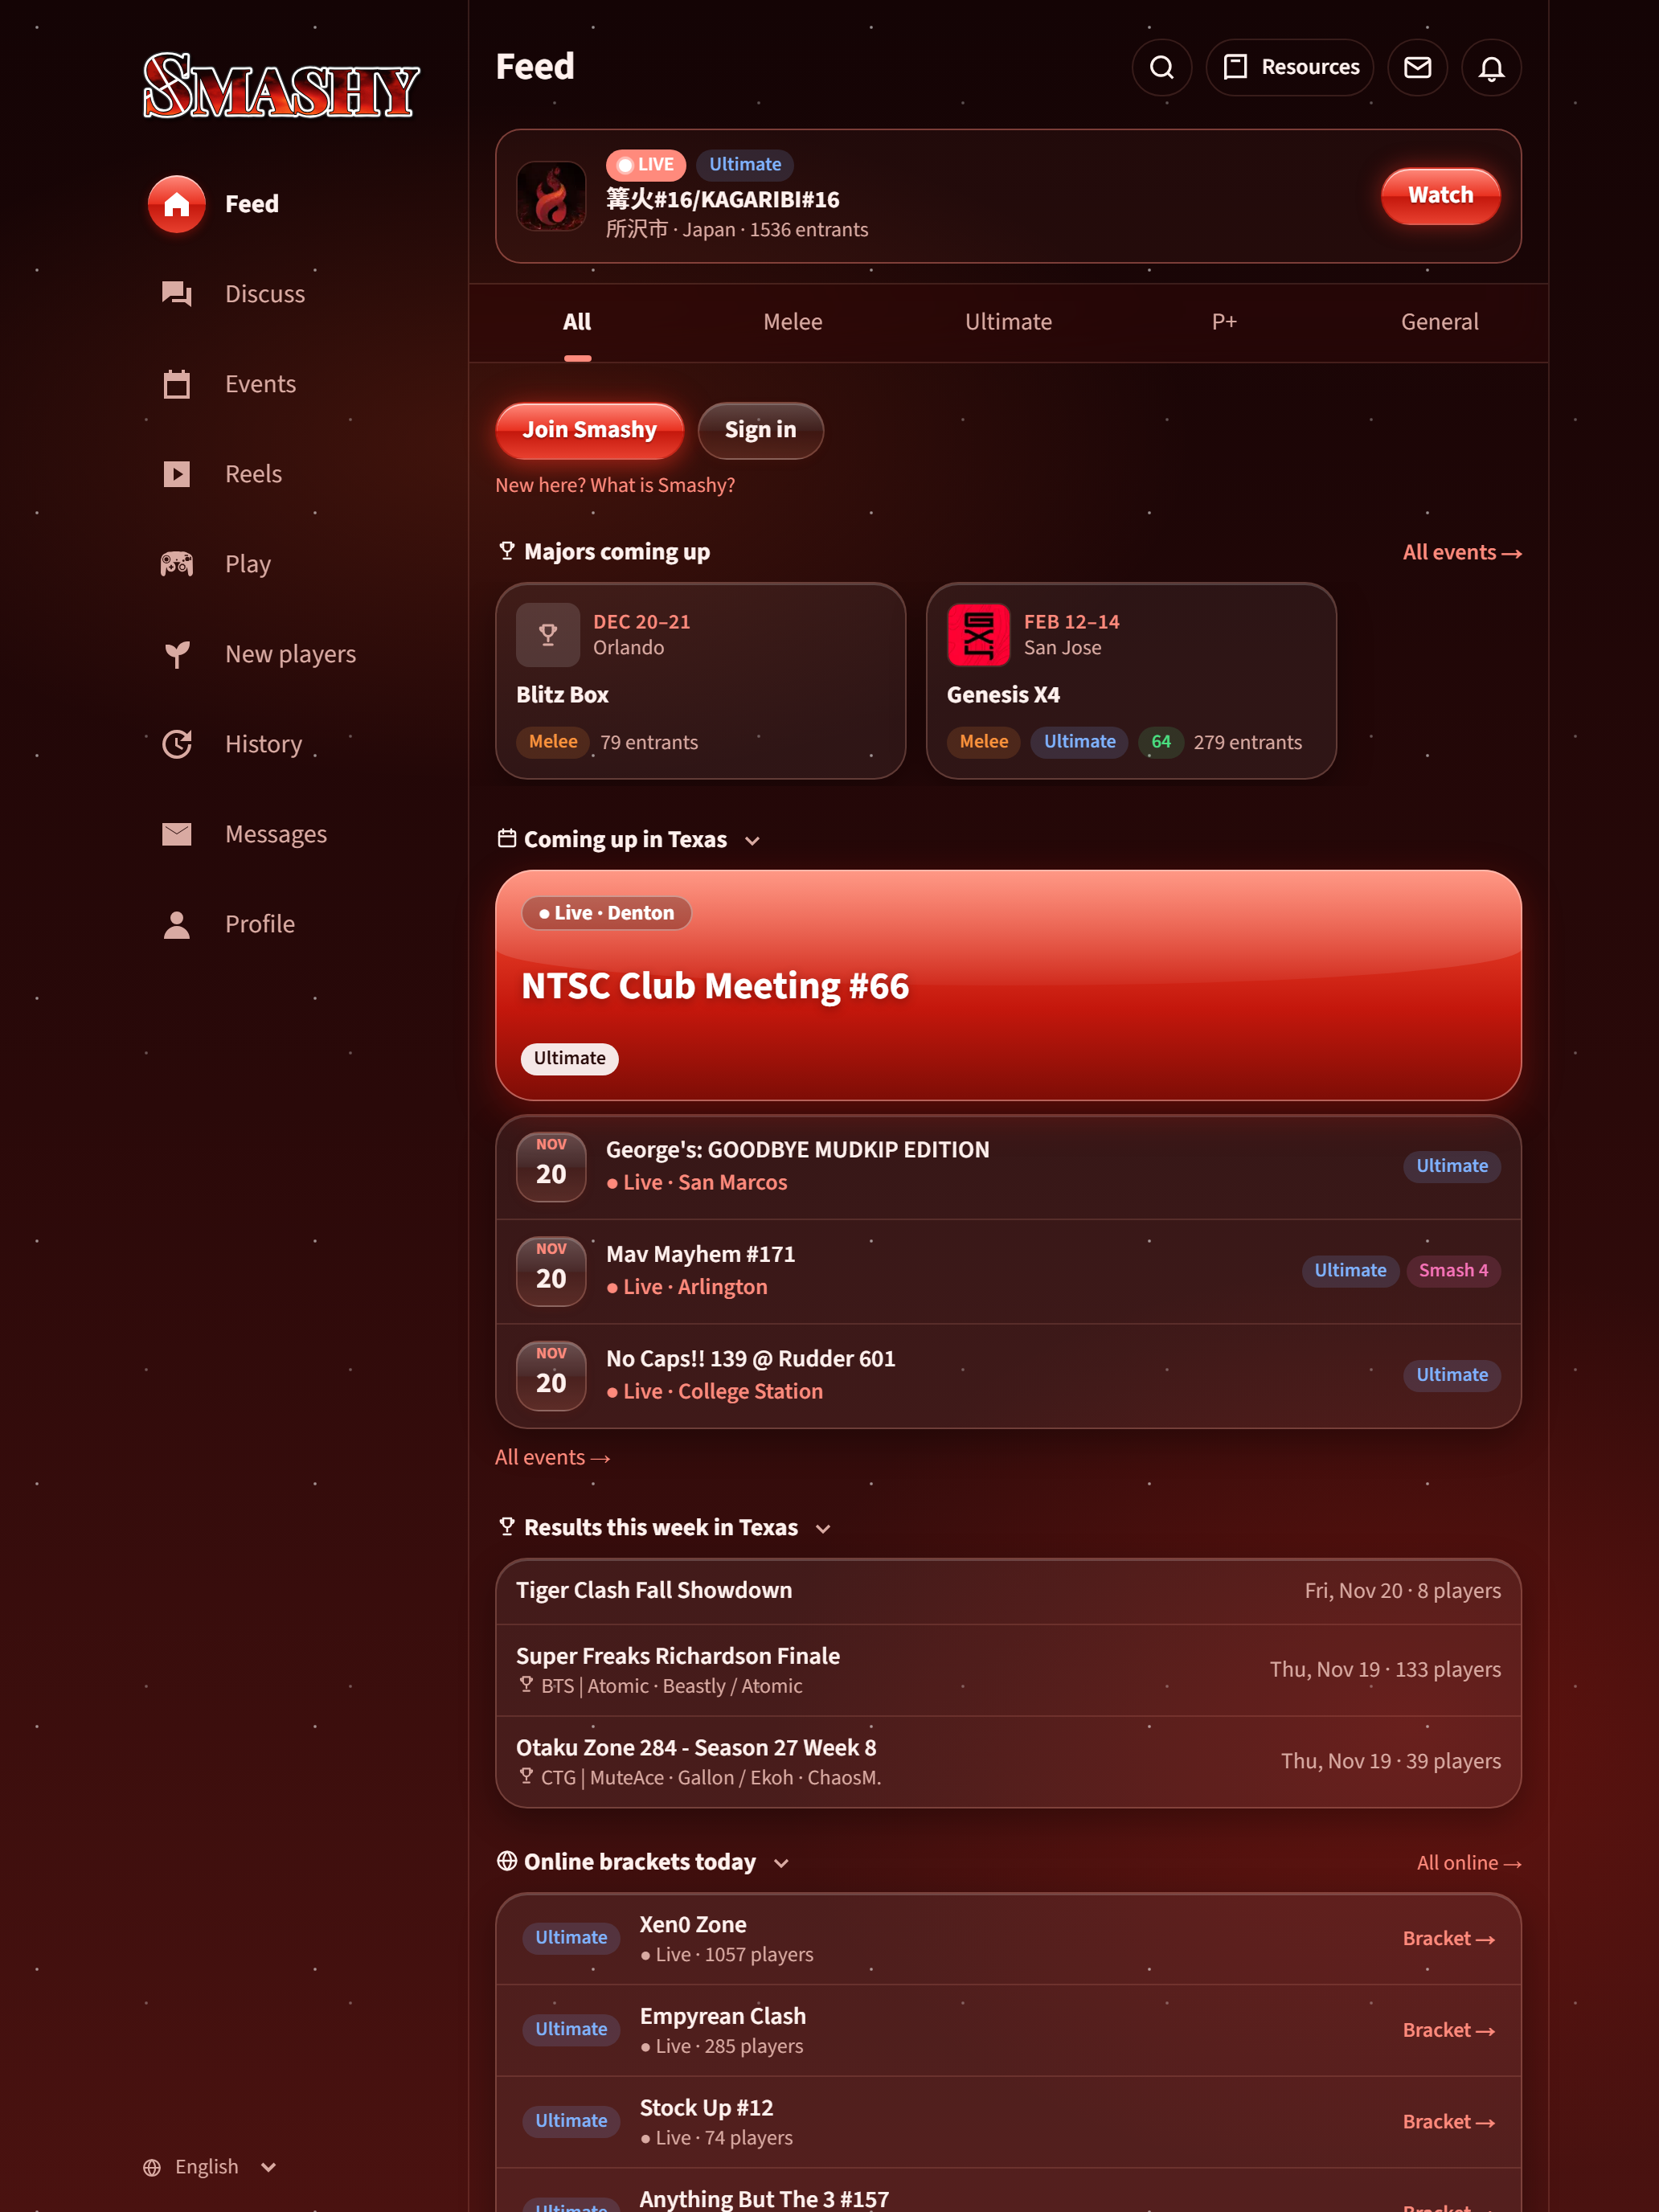 SMASHY
Feed
Discuss
Events
Reels
Play
New players
History
Messages
Profile
English
Feed
Resources
LIVE
Ultimate
篝火#16/KAGARIBI#16
所沢市 · Japan · 1536 entrants
Watch
All
Melee
Ultimate
P+
General
Join Smashy
Sign in
New here? What is Smashy?
Majors coming up
All events →
DEC 20–21
Orlando
Blitz Box
Melee
79 entrants
GX4
FEB 12–14
San Jose
Genesis X4
Melee
Ultimate
64
279 entrants
Coming up in Texas
● Live · Denton
NTSC Club Meeting #66
Ultimate
NOV
20
George's: GOODBYE MUDKIP EDITION
● Live · San Marcos
Ultimate
NOV
20
Mav Mayhem #171
● Live · Arlington
Ultimate
Smash 4
NOV
20
No Caps!! 139 @ Rudder 601
● Live · College Station
Ultimate
All events →
Results this week in Texas
Tiger Clash Fall Showdown
Fri, Nov 20 · 8 players
Super Freaks Richardson Finale
BTS | Atomic · Beastly / Atomic
Thu, Nov 19 · 133 players
Otaku Zone 284 - Season 27 Week 8
CTG | MuteAce · Gallon / Ekoh · ChaosM.
Thu, Nov 19 · 39 players
Online brackets today
All online →
Ultimate
Xen0 Zone
● Live · 1057 players
Bracket →
Ultimate
Empyrean Clash
● Live · 285 players
Bracket →
Ultimate
Stock Up #12
● Live · 74 players
Bracket →
Ultimate
Anything But The 3 #157
Bracket →